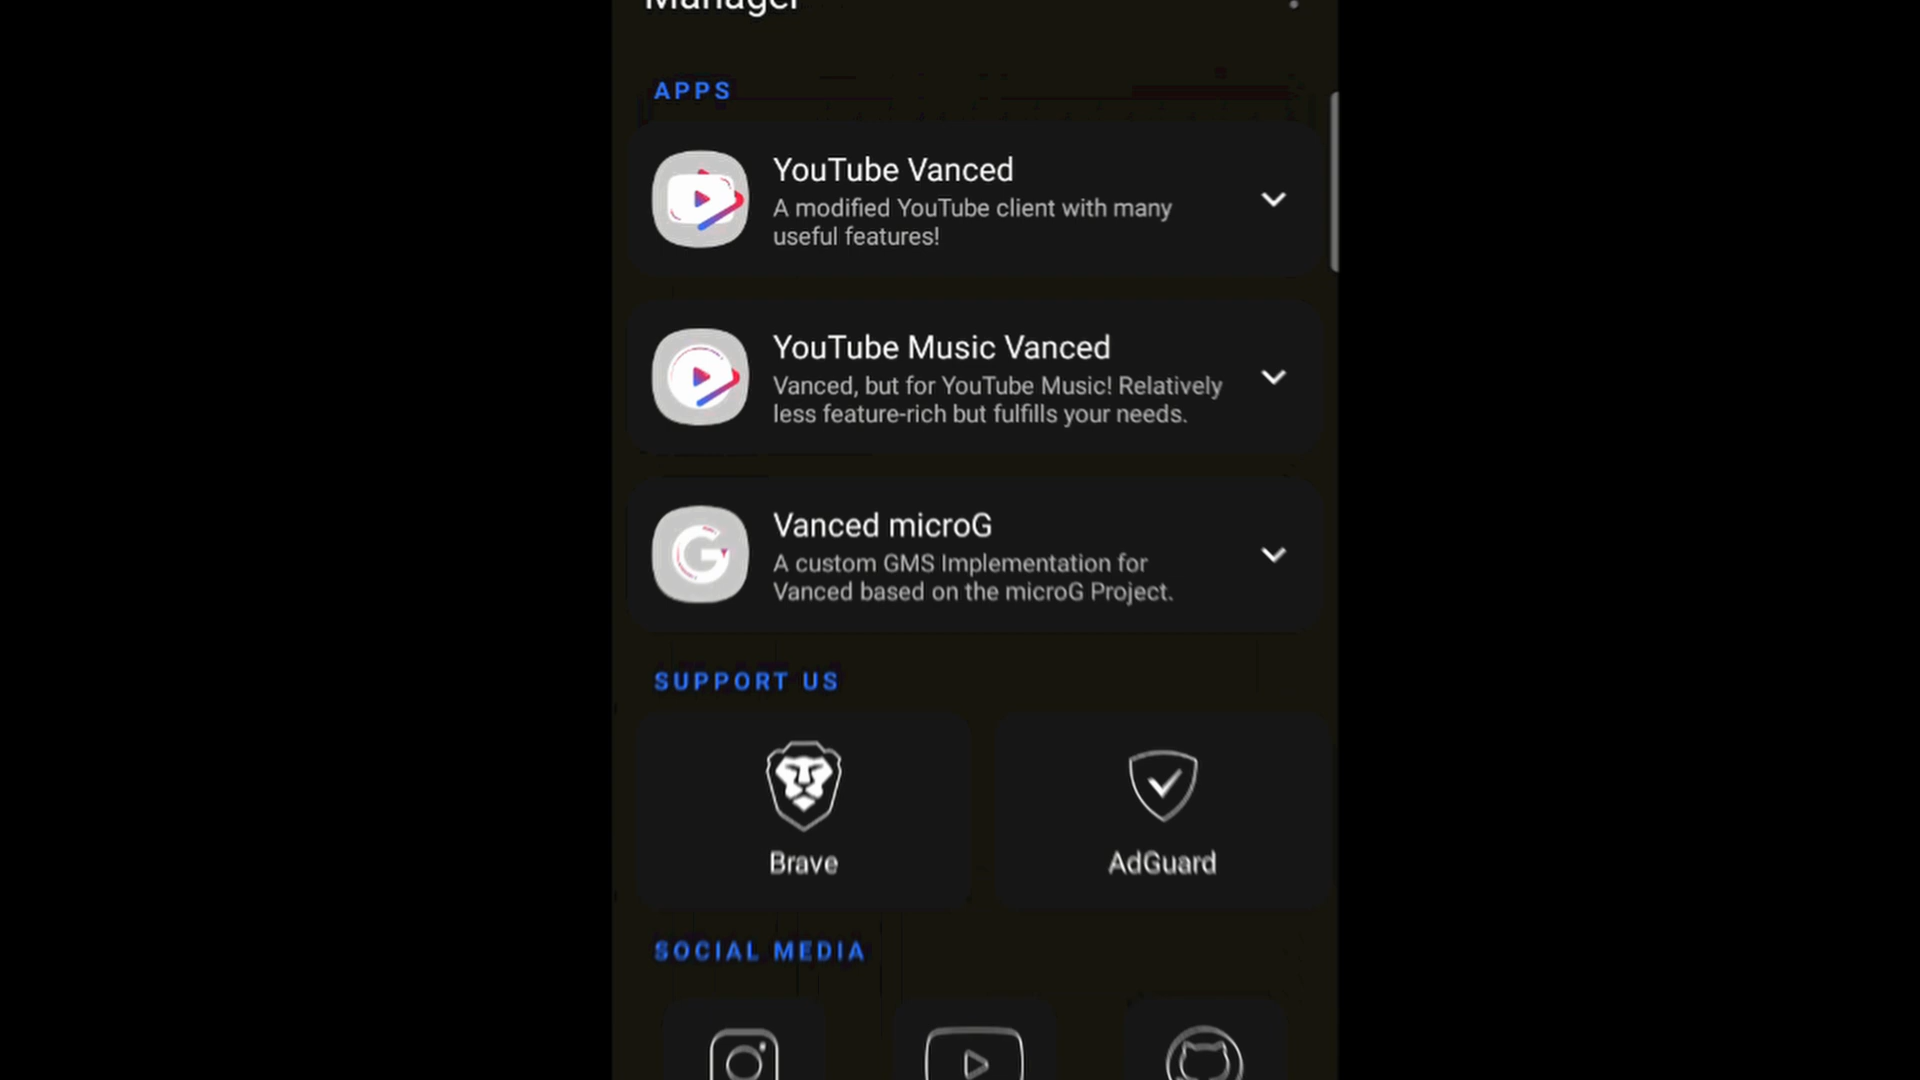 Manager
APPS
YouTube Vanced
A modified YouTube client with many
useful features!
YouTube Music Vanced
Vanced, but for YouTube Music! Relatively
less feature-rich but fulfills your needs.
Vanced microG
A custom GMS Implementation for
Vanced based on the microG Project.
SUPPORT US
Brave
AdGuard
SOCIAL MEDIA